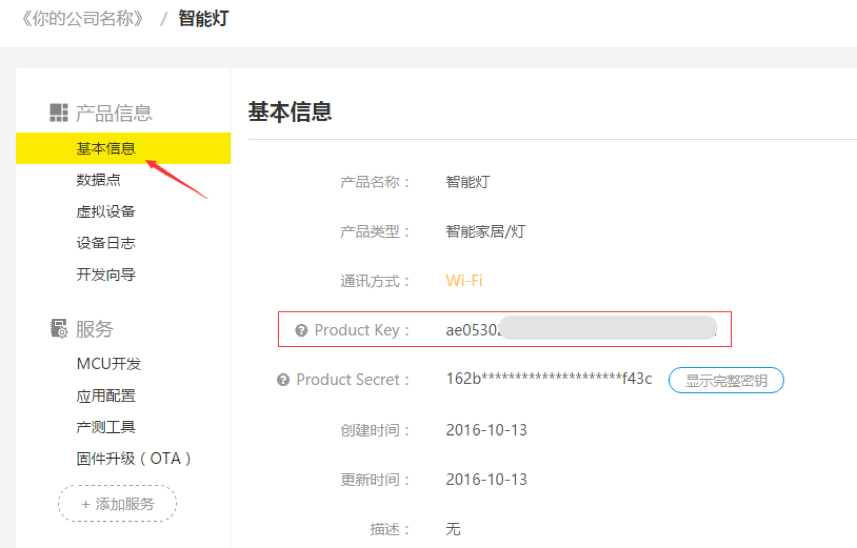 《你的公司名称》 / 智能灯
产品信息
基本信息
数据点
虚拟设备
设备日志
开发向导
服务
MCU开发
应用配置
产测工具
固件升级（OTA）
+ 添加服务
基本信息
产品名称： 智能灯
产品类型： 智能家居/灯
通讯方式： Wi-Fi
Product Key： ae0530
Product Secret： 162b*********************f43c 显示完整密钥
创建时间： 2016-10-13
更新时间： 2016-10-13
描述： 无